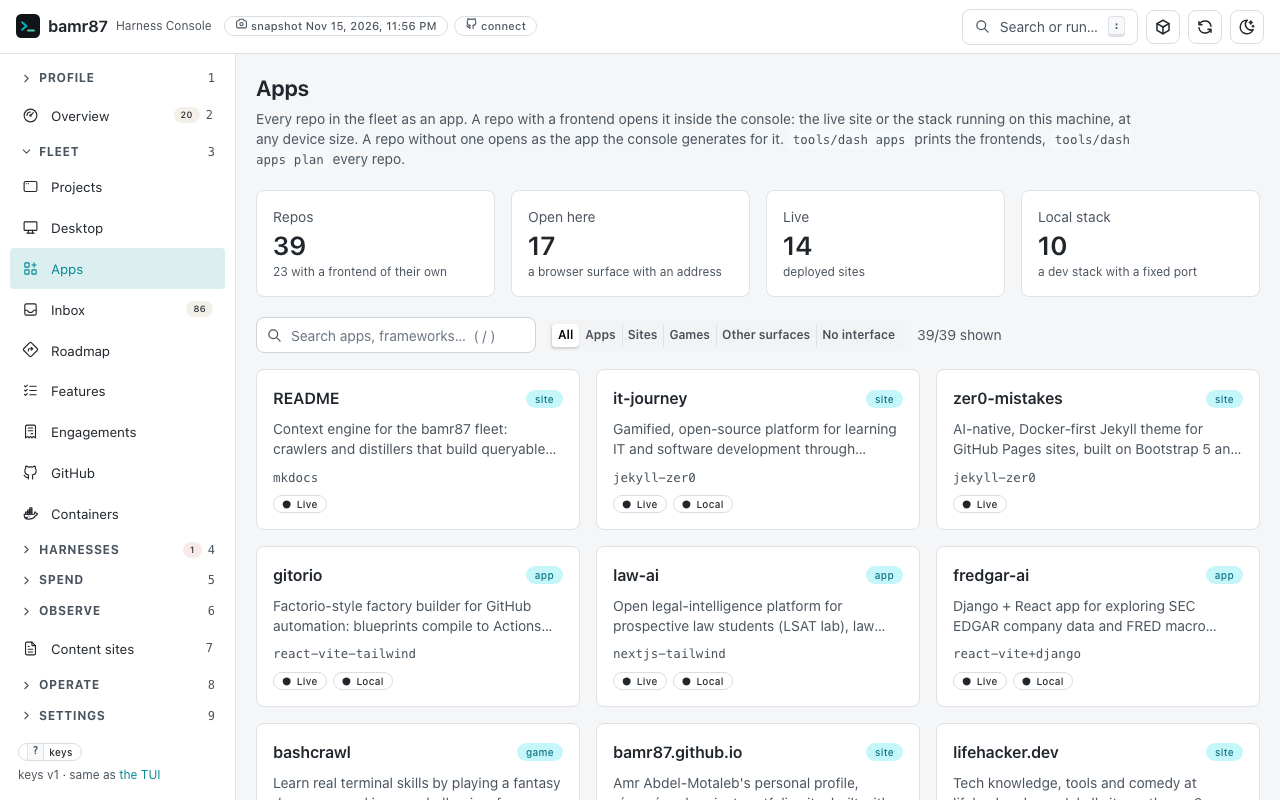 bamr87 Harness Console snapshot Nov 15, 2026, 11:56 PM connect Search or run... :
PROFILE 1
Overview 20 2
FLEET 3
Projects
Desktop
Apps
Inbox 86
Roadmap
Features
Engagements
GitHub
Containers
HARNESSES 1 4
SPEND 5
OBSERVE 6
Content sites 7
OPERATE 8
SETTINGS 9
? keys
keys v1 · same as the TUI
Apps
Every repo in the fleet as an app. A repo with a frontend opens it inside the console: the live site or the stack running on this machine, at
any device size. A repo without one opens as the app the console generates for it. tools/dash apps prints the frontends, tools/dash
apps plan every repo.
Repos
39
23 with a frontend of their own
Open here
17
a browser surface with an address
Live
14
deployed sites
Local stack
10
a dev stack with a fixed port
Search apps, frameworks... ( / ) All Apps Sites Games Other surfaces No interface 39/39 shown
README site
Context engine for the bamr87 fleet:
crawlers and distillers that build queryable...
mkdocs
Live
it-journey site
Gamified, open-source platform for learning
IT and software development through...
jekyll-zer0
Live Local
zer0-mistakes site
AI-native, Docker-first Jekyll theme for
GitHub Pages sites, built on Bootstrap 5 an...
jekyll-zer0
Live
gitorio app
Factorio-style factory builder for GitHub
automation: blueprints compile to Actions...
react-vite-tailwind
Live Local
law-ai app
Open legal-intelligence platform for
prospective law students (LSAT lab), law...
nextjs-tailwind
Live Local
fredgar-ai app
Django + React app for exploring SEC
EDGAR company data and FRED macro...
react-vite+django
Live Local
bashcrawl game
Learn real terminal skills by playing a fantasy
bamr87.github.io site
Amr Abdel-Motaleb's personal profile,
lifehacker.dev site
Tech knowledge, tools and comedy at